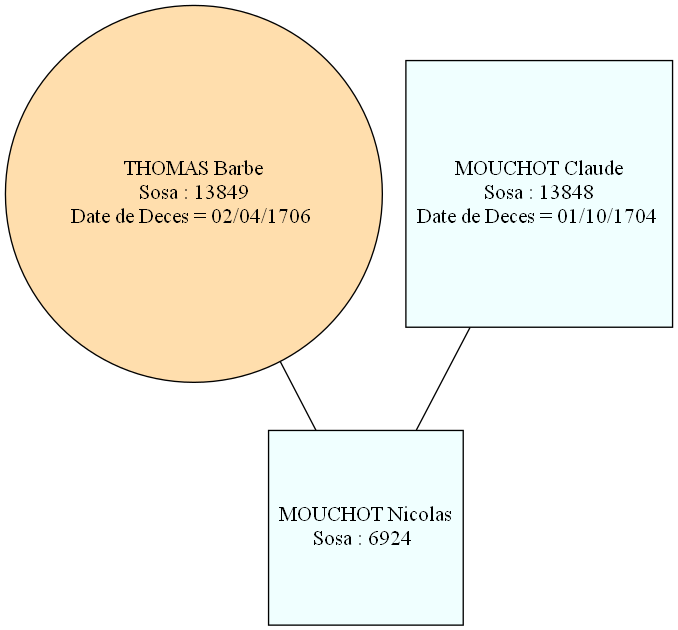 THOMAS Barbe
Sosa : 13849
Date de Deces = 02/04/1706
MOUCHOT Claude
Sosa : 13848
Date de Deces = 01/10/1704
MOUCHOT Nicolas
Sosa : 6924